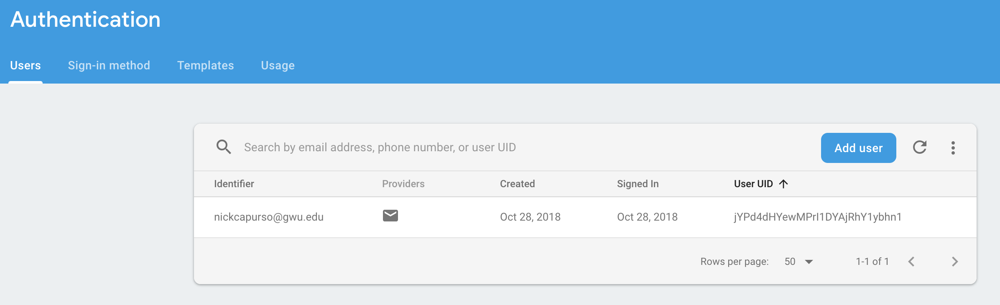 Authentication
Users Sign-in method Templates Usage
Search by email address, phone number, or user UID Add user
Identifier Providers Created Signed In User UID
nickcapurso@gwu.edu Oct 28, 2018 Oct 28, 2018 jYPd4dHYewMPrI1DYAjRhY1ybhn1
Rows per page: 50 1-1 of 1